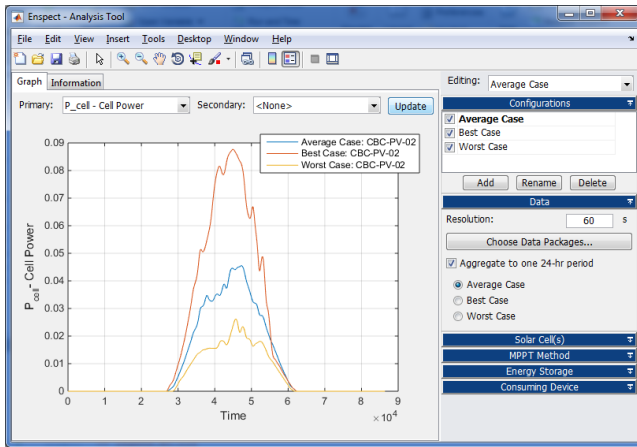 Enspect - Analysis Tool
File Edit View Insert Tools Desktop Window Help
Graph Information
Primary: P_cell - Cell Power Secondary: <None> Update
0.09
0.08
0.07
0.06
0.05
0.04
0.03
0.02
0.01
0
P_cell - Cell Power
Average Case: CBC-PV-02
Best Case: CBC-PV-02
Worst Case: CBC-PV-02
0 1 2 3 4 5 6 7 8 9
×10^4
Time
Editing: Average Case
Configurations
Average Case
Best Case
Worst Case
Add Rename Delete
Data
Resolution: 60 s
Choose Data Packages...
Aggregate to one 24-hr period
Average Case
Best Case
Worst Case
Solar Cell(s)
MPPT Method
Energy Storage
Consuming Device